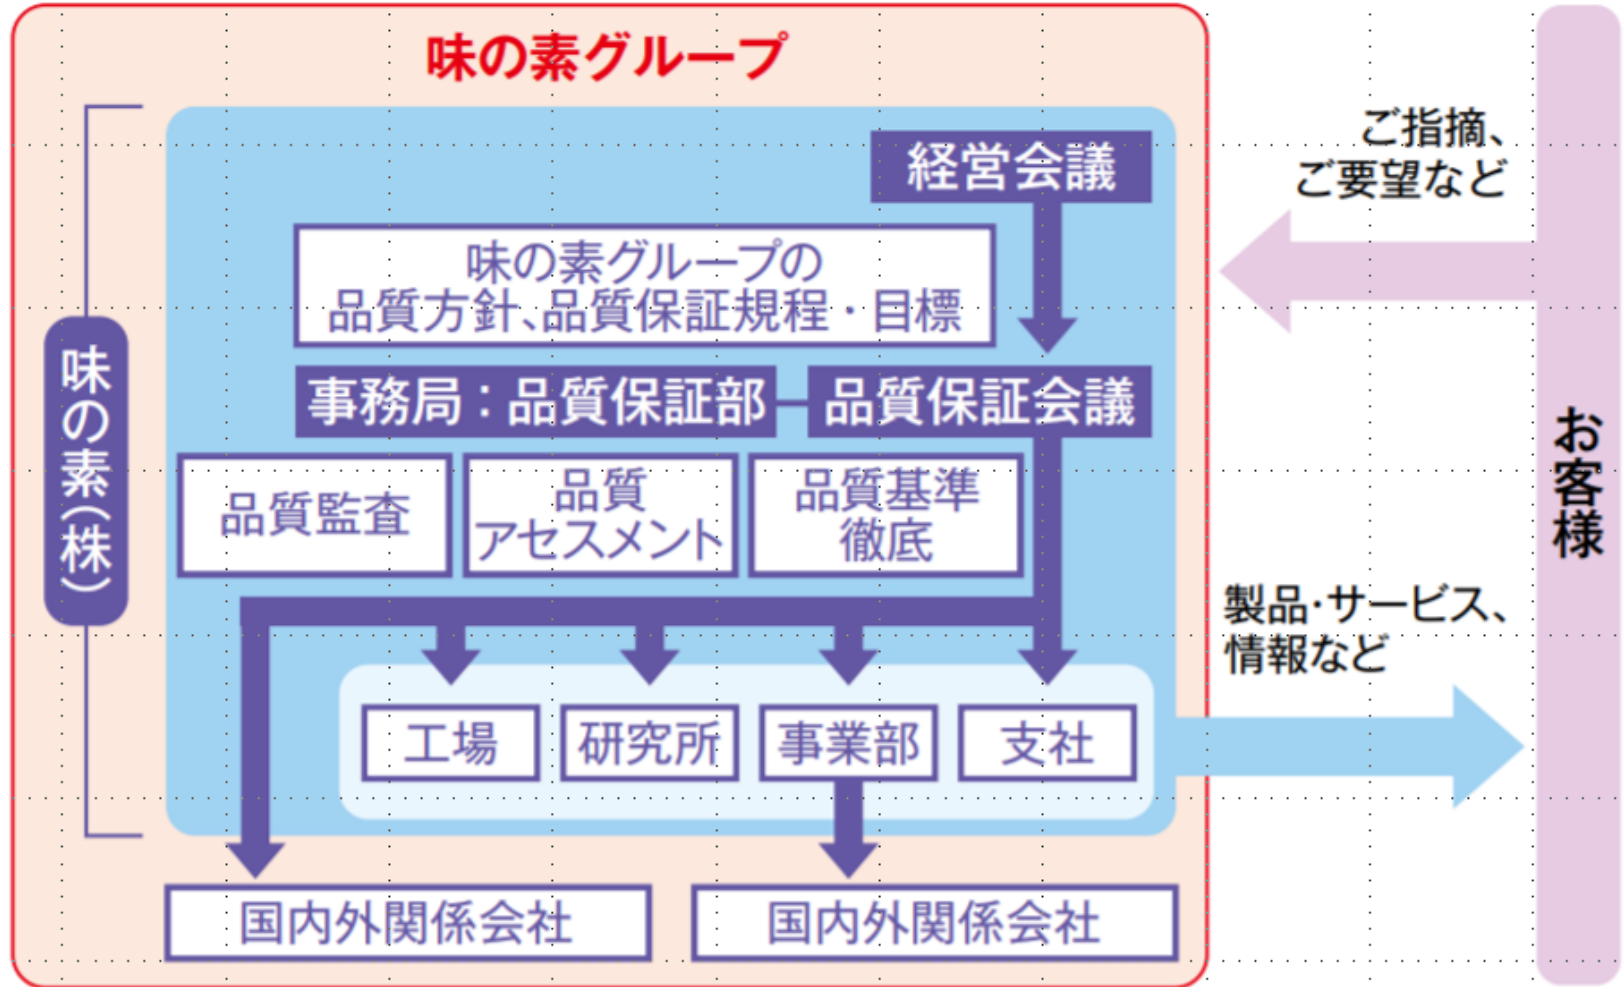 味の素グループ
経営会議
味の素グループの
品質方針、品質保証規程・目標
事務局：品質保証部
品質保証会議
品質監査
品質
アセスメント
品質基準
徹底
工場
研究所
事業部
支社
国内外関係会社
国内外関係会社
味の素（株）
ご指摘、
ご要望など
製品・サービス、
情報など
お客様